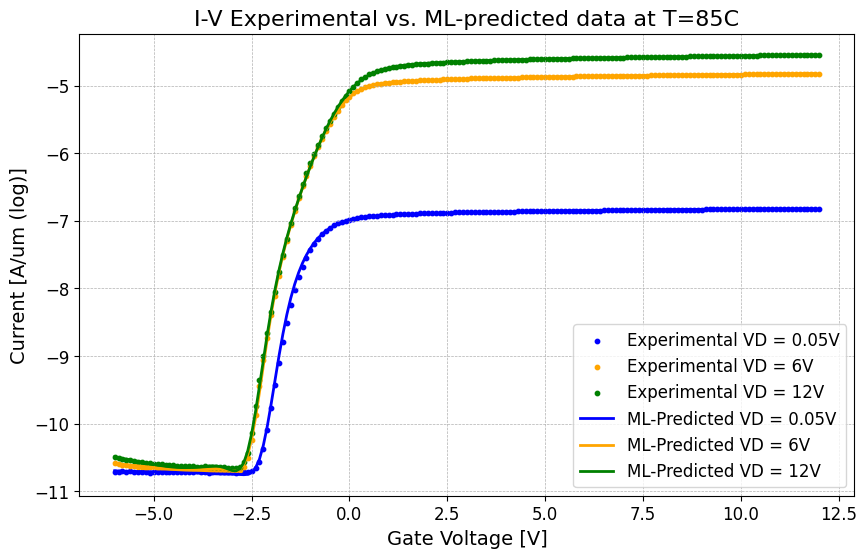 I-V Experimental vs. ML-predicted data at T=85C
Current [A/um (log)]
−5
−6
−7
−8
−9
−10
−11
Experimental VD = 0.05V
Experimental VD = 6V
Experimental VD = 12V
ML-Predicted VD = 0.05V
ML-Predicted VD = 6V
ML-Predicted VD = 12V
−5.0 −2.5 0.0 2.5 5.0 7.5 10.0 12.5
Gate Voltage [V]